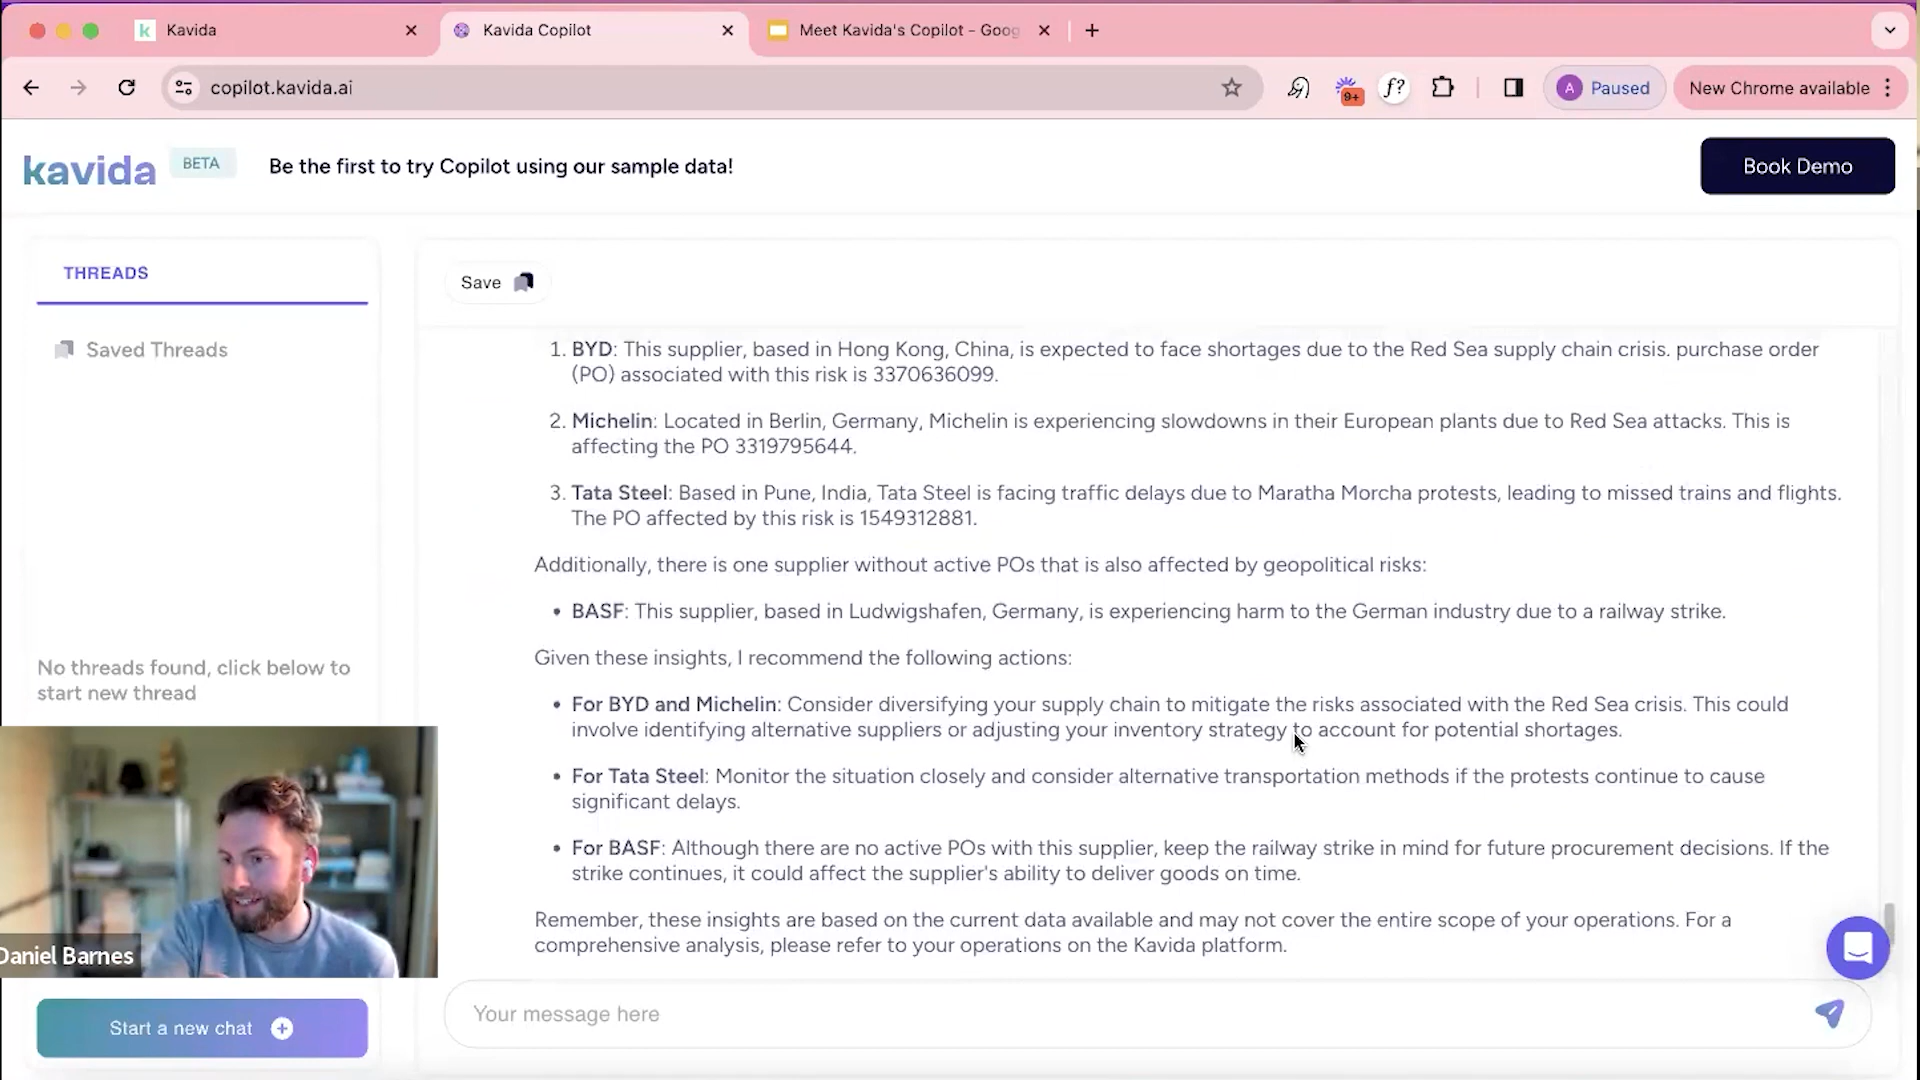 Kavida
Kavida Copilot
Meet Kavida's Copilot - Goog
copilot.kavida.ai
9+
f?
A
Paused
New Chrome available
kavida
BETA
Be the first to try Copilot using our sample data!
Book Demo
THREADS
Saved Threads
No threads found, click below to
start new thread
Save
1. BYD: This supplier, based in Hong Kong, China, is expected to face shortages due to the Red Sea supply chain crisis. purchase order
(PO) associated with this risk is 3370636099.
2. Michelin: Located in Berlin, Germany, Michelin is experiencing slowdowns in their European plants due to Red Sea attacks. This is
affecting the PO 3319795644.
3. Tata Steel: Based in Pune, India, Tata Steel is facing traffic delays due to Maratha Morcha protests, leading to missed trains and flights.
The PO affected by this risk is 1549312881.
Additionally, there is one supplier without active POs that is also affected by geopolitical risks:
• BASF: This supplier, based in Ludwigshafen, Germany, is experiencing harm to the German industry due to a railway strike.
Given these insights, I recommend the following actions:
• For BYD and Michelin: Consider diversifying your supply chain to mitigate the risks associated with the Red Sea crisis. This could
involve identifying alternative suppliers or adjusting your inventory strategy to account for potential shortages.
• For Tata Steel: Monitor the situation closely and consider alternative transportation methods if the protests continue to cause
significant delays.
• For BASF: Although there are no active POs with this supplier, keep the railway strike in mind for future procurement decisions. If the
strike continues, it could affect the supplier's ability to deliver goods on time.
Remember, these insights are based on the current data available and may not cover the entire scope of your operations. For a
comprehensive analysis, please refer to your operations on the Kavida platform.
Daniel Barnes
Start a new chat
Your message here